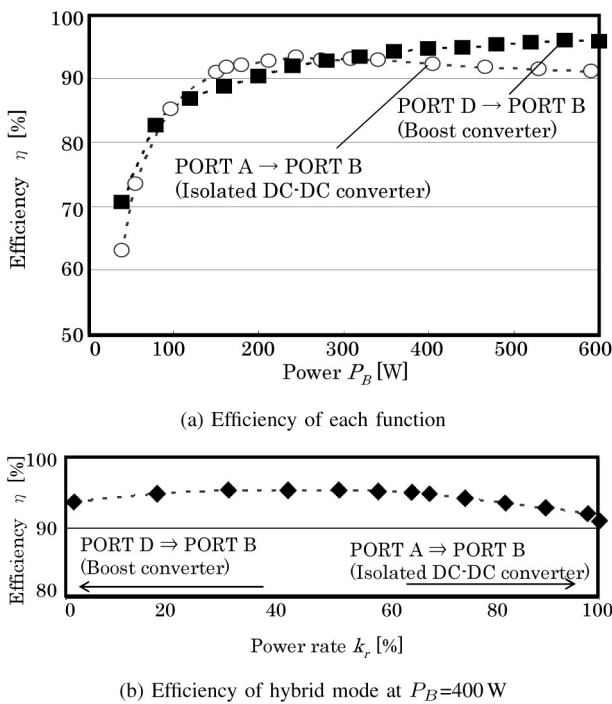 100
90
80
70
60
50
Efficiency η [%]
PORT D → PORT B
(Boost converter)
PORT A → PORT B
(Isolated DC-DC converter)
0 100 200 300 400 500 600
Power P_B [W]
(a) Efficiency of each function
100
90
80
Efficiency η [%]
PORT D ⇒ PORT B
(Boost converter)
PORT A ⇒ PORT B
(Isolated DC-DC converter)
0 20 40 60 80 100
Power rate k_r [%]
(b) Efficiency of hybrid mode at P_B=400 W